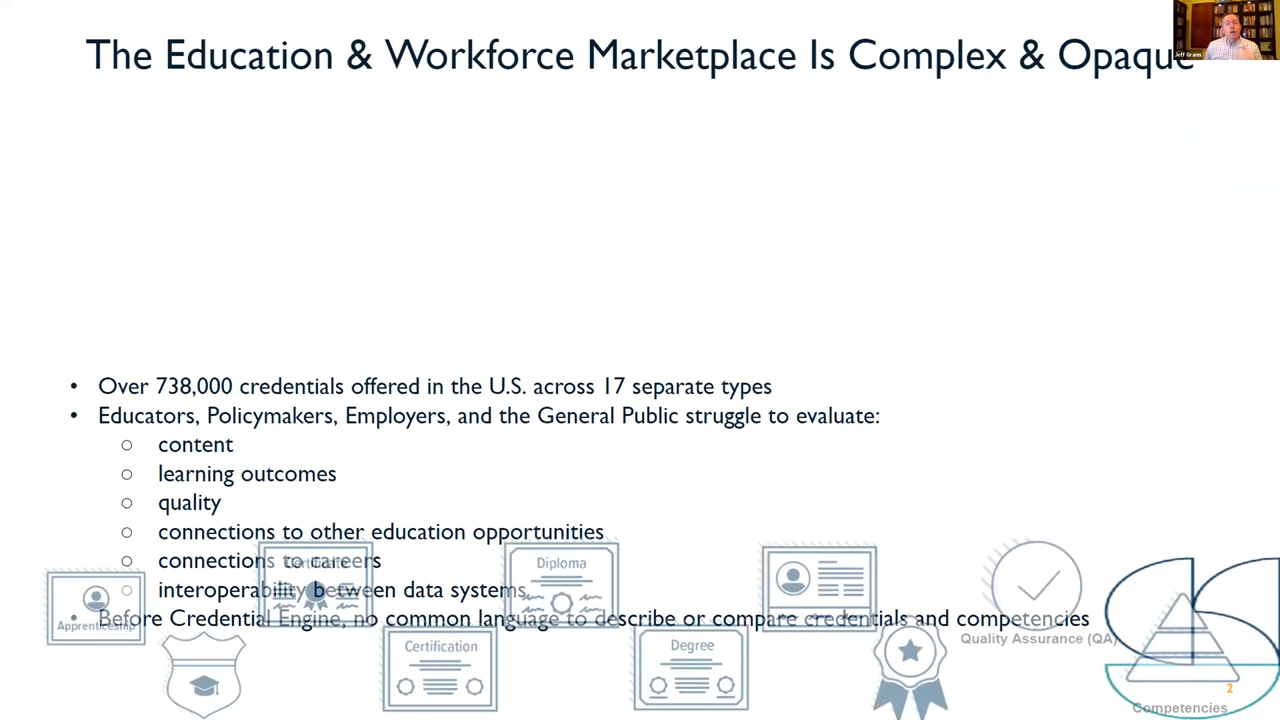 The Education & Workforce Marketplace Is Complex & Opaque
Jeff Grann
• Over 738,000 credentials offered in the U.S. across 17 separate types
• Educators, Policymakers, Employers, and the General Public struggle to evaluate:
○ content
○ learning outcomes
○ quality
○ connections to other education opportunities
○ connections to careers
○ interoperability between data systems
• Before Credential Engine, no common language to describe or compare credentials and competencies
Certificate
Diploma
Apprenticeship
Quality Assurance (QA)
Certification
Degree
2
Competencies